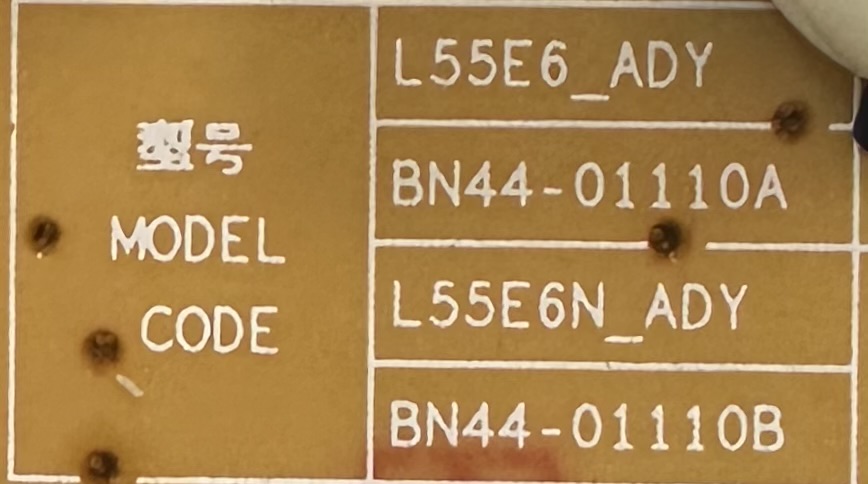 型号
MODEL
CODE
L55E6_ADY
BN44-01110A
L55E6N_ADY
BN44-01110B